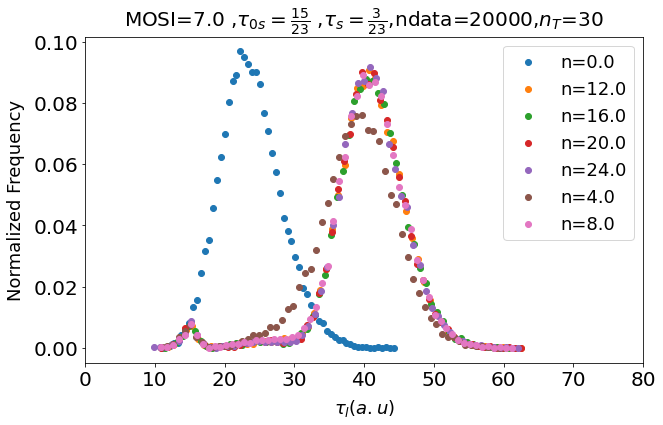 MOSI=7.0 ,τ₀ₛ = 15/23 ,τₛ = 3/23,ndata=20000,n_T=30
Normalized Frequency
0.10
0.08
0.06
0.04
0.02
0.00
n=0.0
n=12.0
n=16.0
n=20.0
n=24.0
n=4.0
n=8.0
0 10 20 30 40 50 60 70 80
τ_I(a.u)